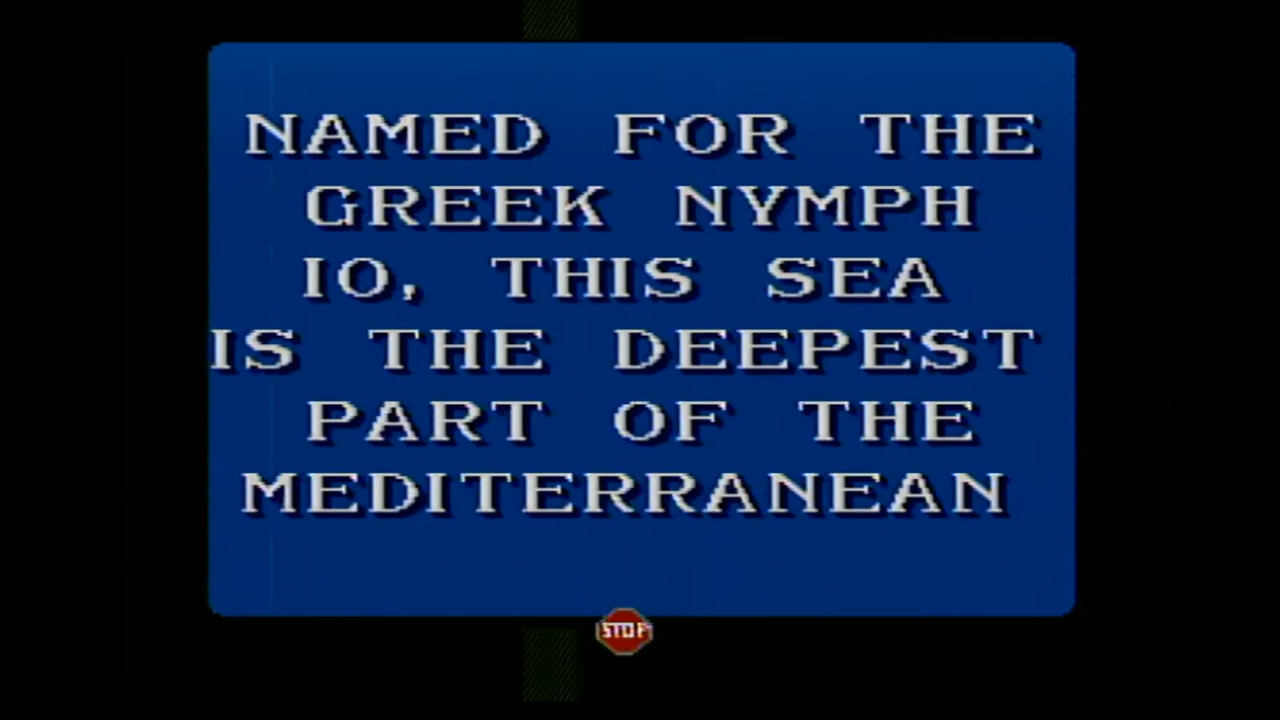 NAMED FOR THE
GREEK NYMPH
IO, THIS SEA
IS THE DEEPEST
PART OF THE
MEDITERRANEAN
STOP